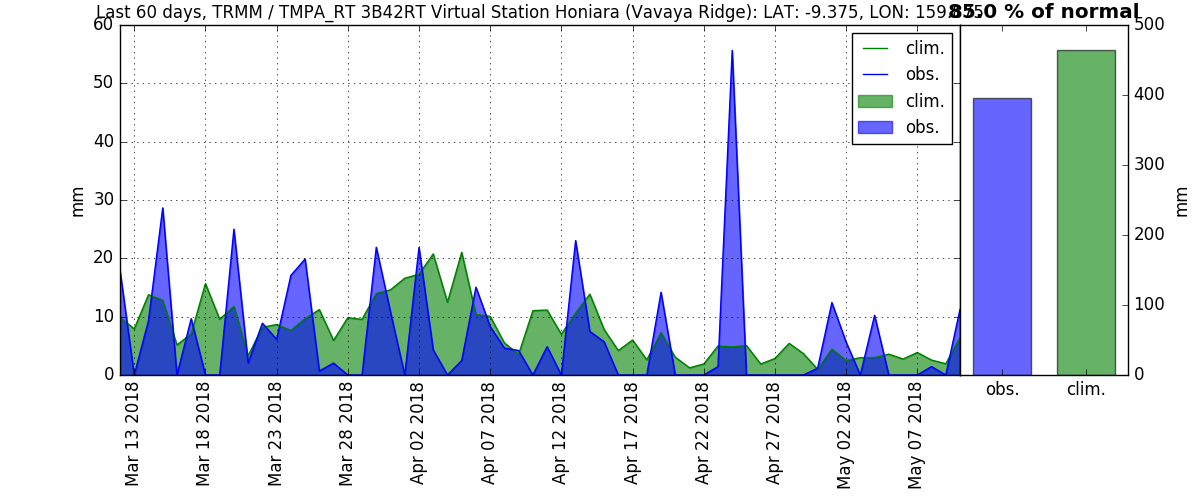 Last 60 days, TRMM / TMPA_RT 3B42RT Virtual Station Honiara (Vavaya Ridge): LAT: -9.375, LON:
85.0 % of normal
60
50
40
30
20
10
0
mm
clim.
obs.
clim.
obs.
Mar 13 2018
Mar 18 2018
Mar 23 2018
Mar 28 2018
Apr 02 2018
Apr 07 2018
Apr 12 2018
Apr 17 2018
Apr 22 2018
Apr 27 2018
May 02 2018
May 07 2018
500
400
300
200
100
0
mm
obs.
clim.